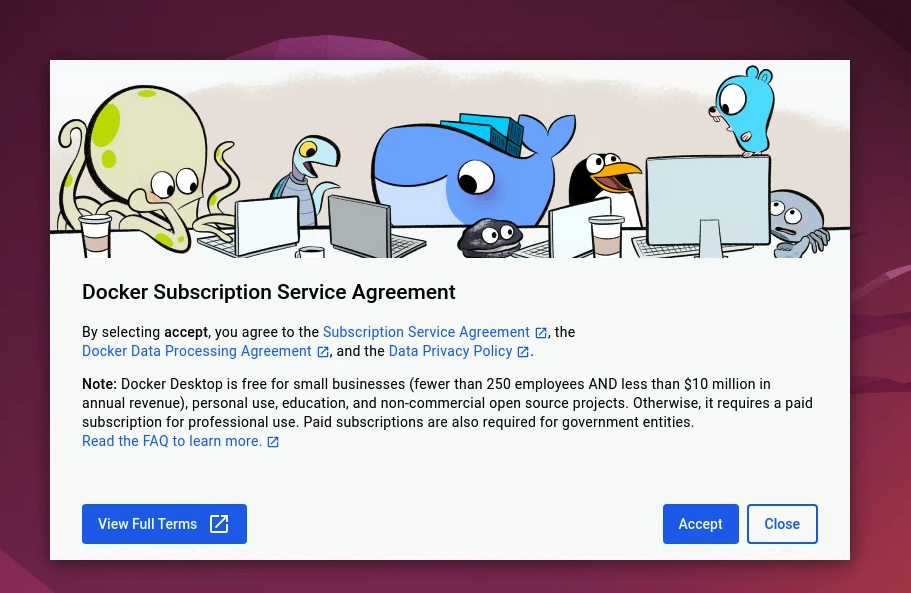 Docker Subscription Service Agreement
By selecting accept, you agree to the Subscription Service Agreement, the
Docker Data Processing Agreement, and the Data Privacy Policy.
Note: Docker Desktop is free for small businesses (fewer than 250 employees AND less than $10 million in
annual revenue), personal use, education, and non-commercial open source projects. Otherwise, it requires a paid
subscription for professional use. Paid subscriptions are also required for government entities.
Read the FAQ to learn more.
View Full Terms
Accept
Close